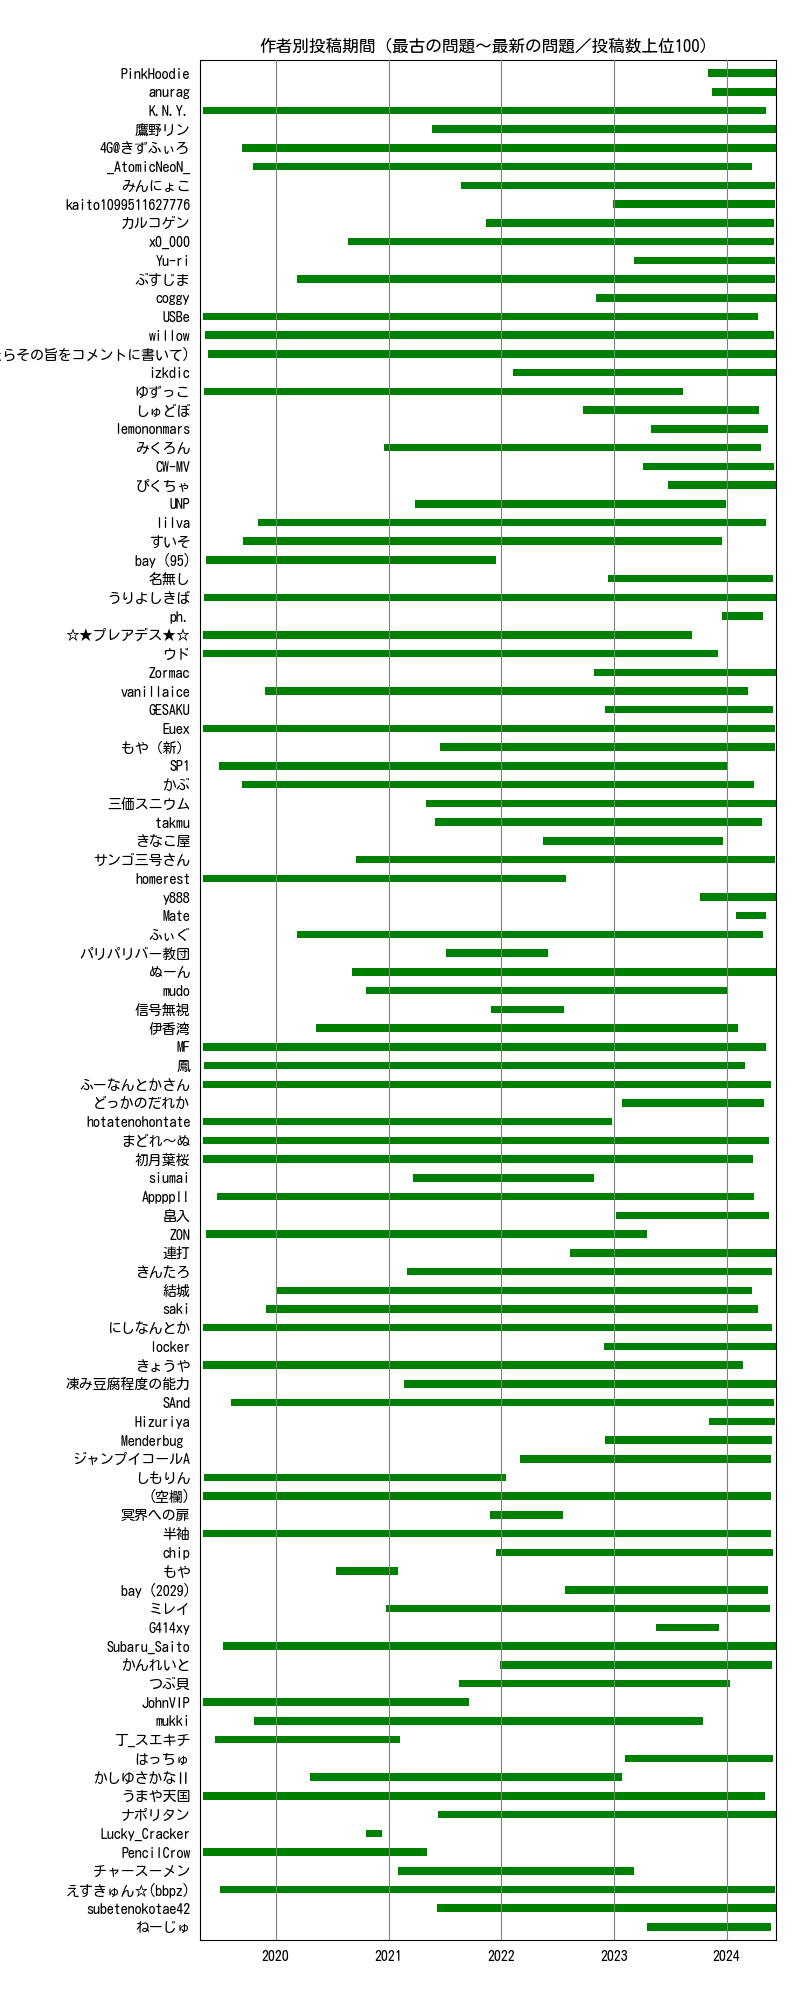 作者別投稿期間（最古の問題～最新の問題／投稿数上位100）
PinkHoodie
anurag
K.N.Y.
鷹野リン
4G@きずふぃろ
_AtomicNeoN_
みんにょこ
kaito1099511627776
カルコゲン
x0_000
Yu-ri
ぶすじま
coggy
USBe
willow
らその旨をコメントに書いて）
izkdic
ゆずっこ
しゅどぼ
lemononmars
みくろん
CW-MV
ぴくちゃ
UNP
lilva
すいそ
bay (95)
名無し
うりよしきば
ph.
☆★プレアデス★☆
ウド
Zormac
vanillaice
GESAKU
Euex
もや（新）
SP1
かぶ
三価スニウム
takmu
きなこ屋
サンゴ三号さん
homerest
y888
Mate
ふぃぐ
パリパリバー教団
ぬーん
mudo
信号無視
伊香湾
MF
鳳
ふーなんとかさん
どっかのだれか
hotatenohontate
まどれ～ぬ
初月葉桜
siumai
Appppll
畠入
ZON
連打
きんたろ
結城
saki
にしなんとか
locker
きょうや
凍み豆腐程度の能力
SAnd
Hizuriya
Menderbug
ジャンプイコールA
しもりん
(空欄)
冥界への扉
半袖
chip
もや
bay (2029)
ミレイ
G414xy
Subaru_Saito
かんれいと
つぶ貝
JohnVIP
mukki
丁_スエキチ
はっちゅ
かしゆさかなII
うまや天国
ナポリタン
Lucky_Cracker
PencilCrow
チャースーメン
えすきゅん☆(bbpz)
subetenokotae42
ねーじゅ
2020 2021 2022 2023 2024